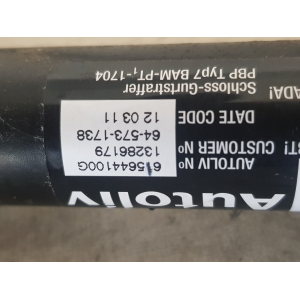 Autoliv
AUTOLIV Nº 615644100G
CUSTOMER Nº 13286179
64-573-1738
DATE CODE 12 03 11
Schloss-Gurtstraffer
PBP Typ7 BAM-PT₁-1704